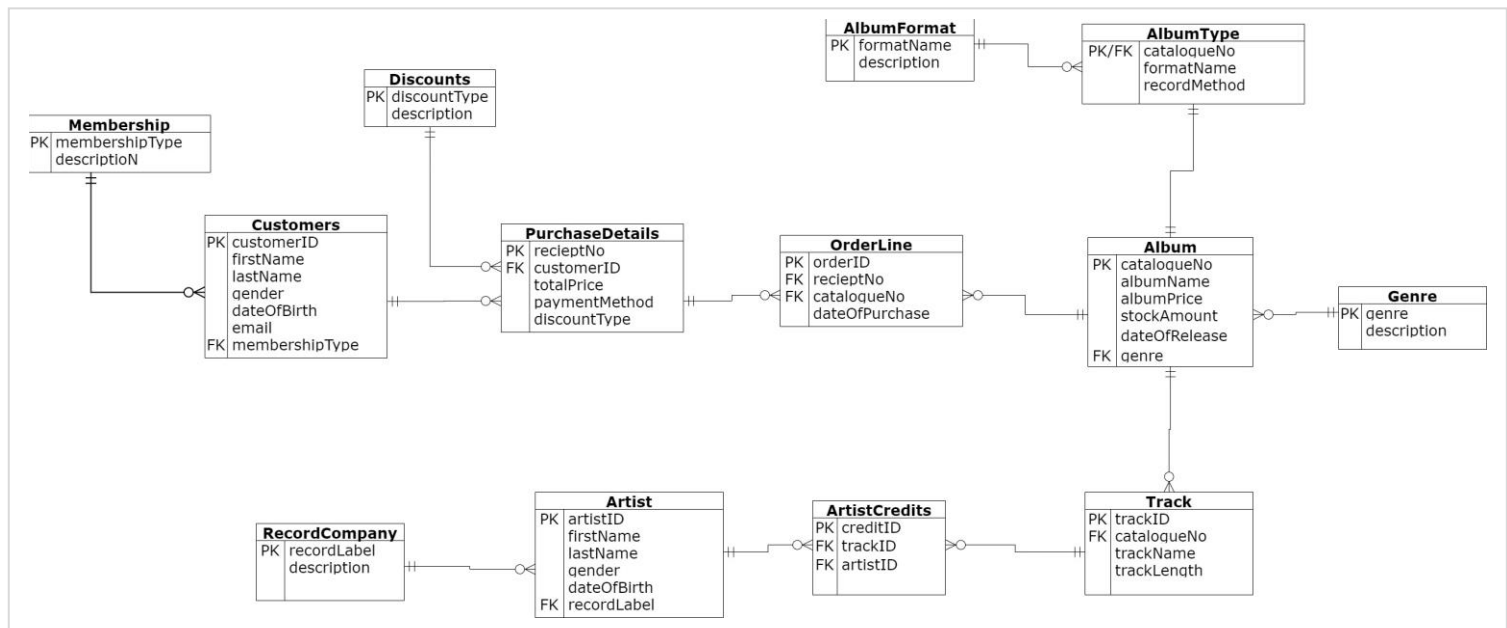 AlbumFormat
PK formatName
description
AlbumType
PK/FK catalogueNo
formatName
recordMethod
Discounts
PK discountType
description
Membership
PK membershipType
descriptioN
Customers
PK customerID
firstName
lastName
gender
dateOfBirth
email
FK membershipType
PurchaseDetails
PK recieptNo
FK customerID
totalPrice
paymentMethod
discountType
OrderLine
PK orderID
FK recieptNo
FK catalogueNo
dateOfPurchase
Album
PK catalogueNo
albumName
albumPrice
stockAmount
dateOfRelease
FK genre
Genre
PK genre
description
RecordCompany
PK recordLabel
description
Artist
PK artistID
firstName
lastName
gender
dateOfBirth
FK recordLabel
ArtistCredits
PK creditID
FK trackID
FK artistID
Track
PK trackID
FK catalogueNo
trackName
trackLength